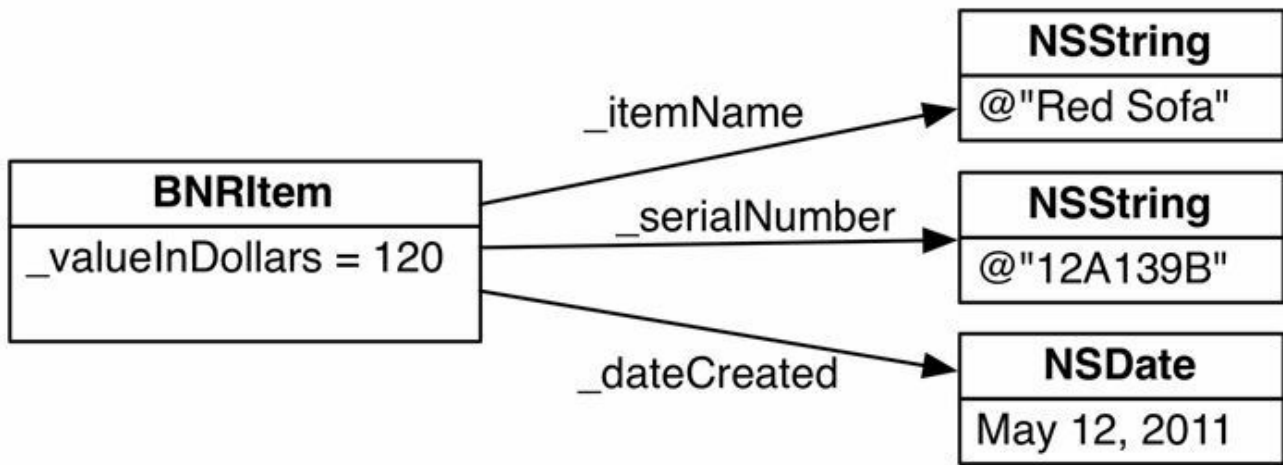 NSString
@"Red Sofa"
_itemName
BNRItem
_valueInDollars = 120
_serialNumber
NSString
@"12A139B"
_dateCreated
NSDate
May 12, 2011